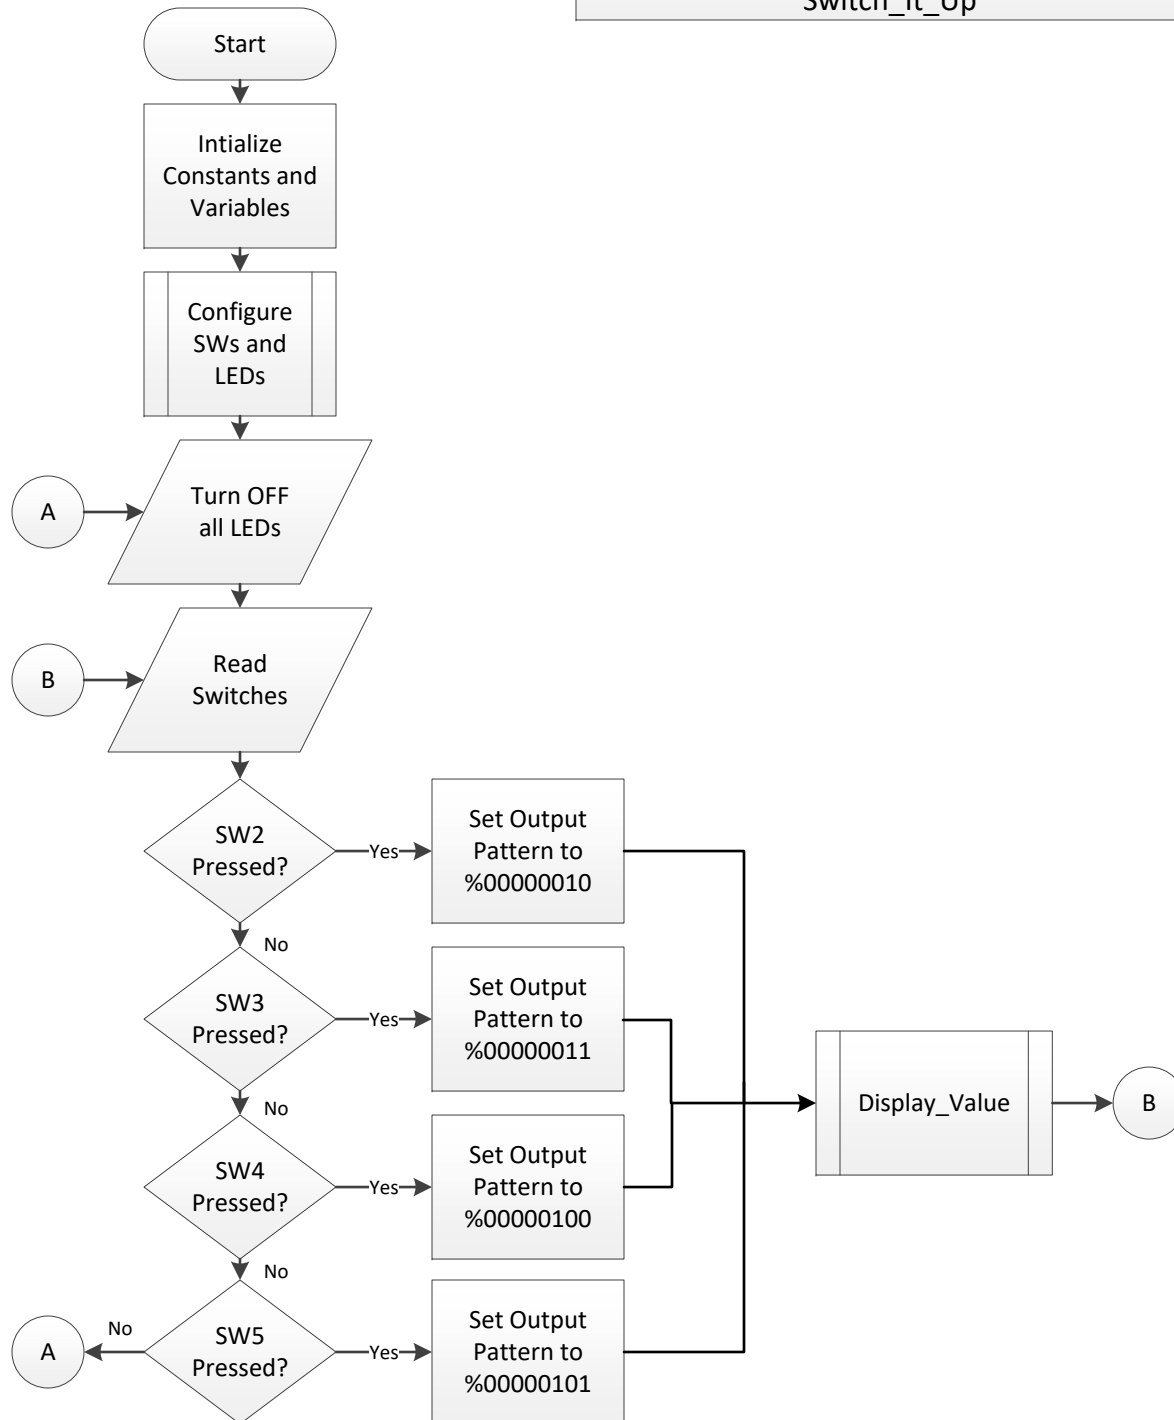 Switch_It_Up
Start
Intialize
Constants and
Variables
Configure
SWs and
LEDs
A
Turn OFF
all LEDs
B
Read
Switches
SW2
Pressed?
Yes
Set Output
Pattern to
%00000010
No
SW3
Pressed?
Yes
Set Output
Pattern to
%00000011
Display_Value
B
No
SW4
Pressed?
Yes
Set Output
Pattern to
%00000100
No
A
No
SW5
Pressed?
Yes
Set Output
Pattern to
%00000101